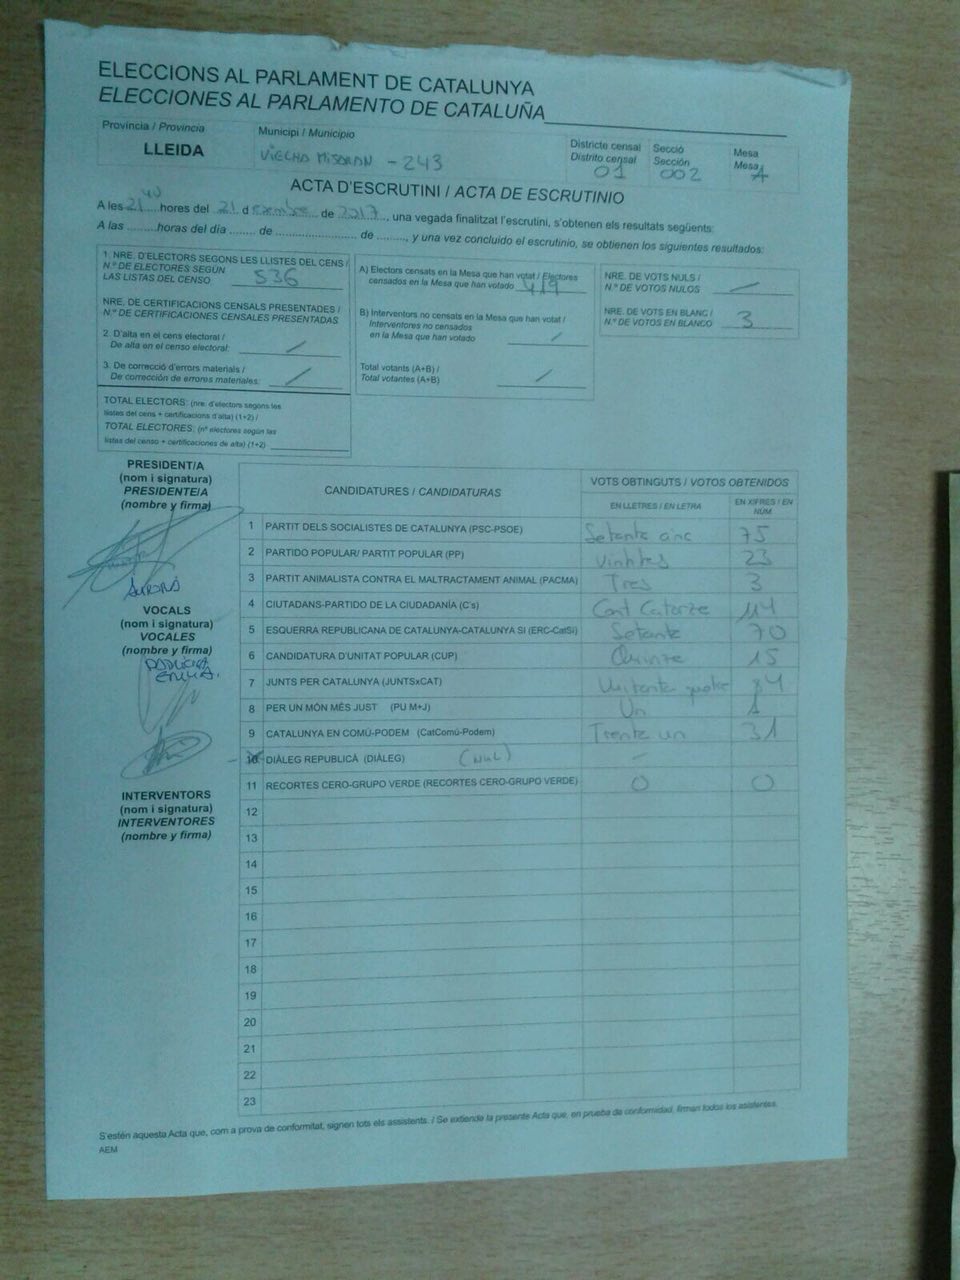 ELECCIONS AL PARLAMENT DE CATALUNYA
ELECCIONES AL PARLAMENTO DE CATALUÑA
Província / Provincia
LLEIDA
Municipi / Municipio
VIELHA MIJARAN - 243
Districte censal
Distrito censal
01
Secció
Sección
002
Mesa
Mesa
A
ACTA D'ESCRUTINI / ACTA DE ESCRUTINIO
A les 21 40 hores del 21 d desembre de 2017, una vegada finalitzat l'escrutini, s'obtenen els resultats següents:
A las ........horas del día ....... de ........................ de ........, y una vez concluido el escrutinio, se obtienen los siguientes resultados:
1. NRE. D'ELECTORS SEGONS LES LLISTES DEL CENS /
N.º DE ELECTORES SEGÚN
LAS LISTAS DEL CENSO 536
NRE. DE CERTIFICACIONS CENSALS PRESENTADES /
N.º DE CERTIFICACIONES CENSALES PRESENTADAS
2. D'alta en el cens electoral /
De alta en el censo electoral: /
3. De correcció d'errors materials /
De corrección de errores materiales: /
TOTAL ELECTORS: (nre. d'electors segons les
llistes del cens + certificacions d'alta) (1+2) /
TOTAL ELECTORES: (nº electores según las
listas del censo + certificaciones de alta) (1+2)
A) Electors censats en la Mesa que han votat / Electores
censados en la Mesa que han votado 419
B) Interventors no censats en la Mesa que han votat /
Interventores no censados
en la Mesa que han votado /
Total votants (A+B) /
Total votantes (A+B) /
NRE. DE VOTS NULS /
N.º DE VOTOS NULOS /
NRE. DE VOTS EN BLANC /
N.º DE VOTOS EN BLANCO 3
PRESIDENT/A
(nom i signatura)
PRESIDENTE/A
(nombre y firma)
AURORA
VOCALS
(nom i signatura)
VOCALES
(nombre y firma)
INTERVENTORS
(nom i signatura)
INTERVENTORES
(nombre y firma)
CANDIDATURES / CANDIDATURAS
VOTS OBTINGUTS / VOTOS OBTENIDOS
EN LLETRES / EN LETRA
EN XIFRES / EN NÚM
1 PARTIT DELS SOCIALISTES DE CATALUNYA (PSC-PSOE) Setanta cinc 75
2 PARTIDO POPULAR/ PARTIT POPULAR (PP) Vintitres 23
3 PARTIT ANIMALISTA CONTRA EL MALTRACTAMENT ANIMAL (PACMA) Tres 3
4 CIUTADANS-PARTIDO DE LA CIUDADANÍA (C's) Cent Catorze 114
5 ESQUERRA REPUBLICANA DE CATALUNYA-CATALUNYA SI (ERC-CatSí) Setanta 70
6 CANDIDATURA D'UNITAT POPULAR (CUP) Quinze 15
7 JUNTS PER CATALUNYA (JUNTSxCAT) Vuitanta quatre 84
8 PER UN MÓN MÉS JUST (PU M+J) Un 1
9 CATALUNYA EN COMÚ-PODEM (CatComú-Podem) Trenta un 31
10 DIÀLEG REPUBLICÀ (DIÀLEG) (NUL) -
11 RECORTES CERO-GRUPO VERDE (RECORTES CERO-GRUPO VERDE) 0 0
12
13
14
15
16
17
18
19
20
21
22
23
S'estén aquesta Acta que, com a prova de conformitat, signen tots els assistents. / Se extiende la presente Acta que, en prueba de conformidad, firman todos los asistentes.
AEM